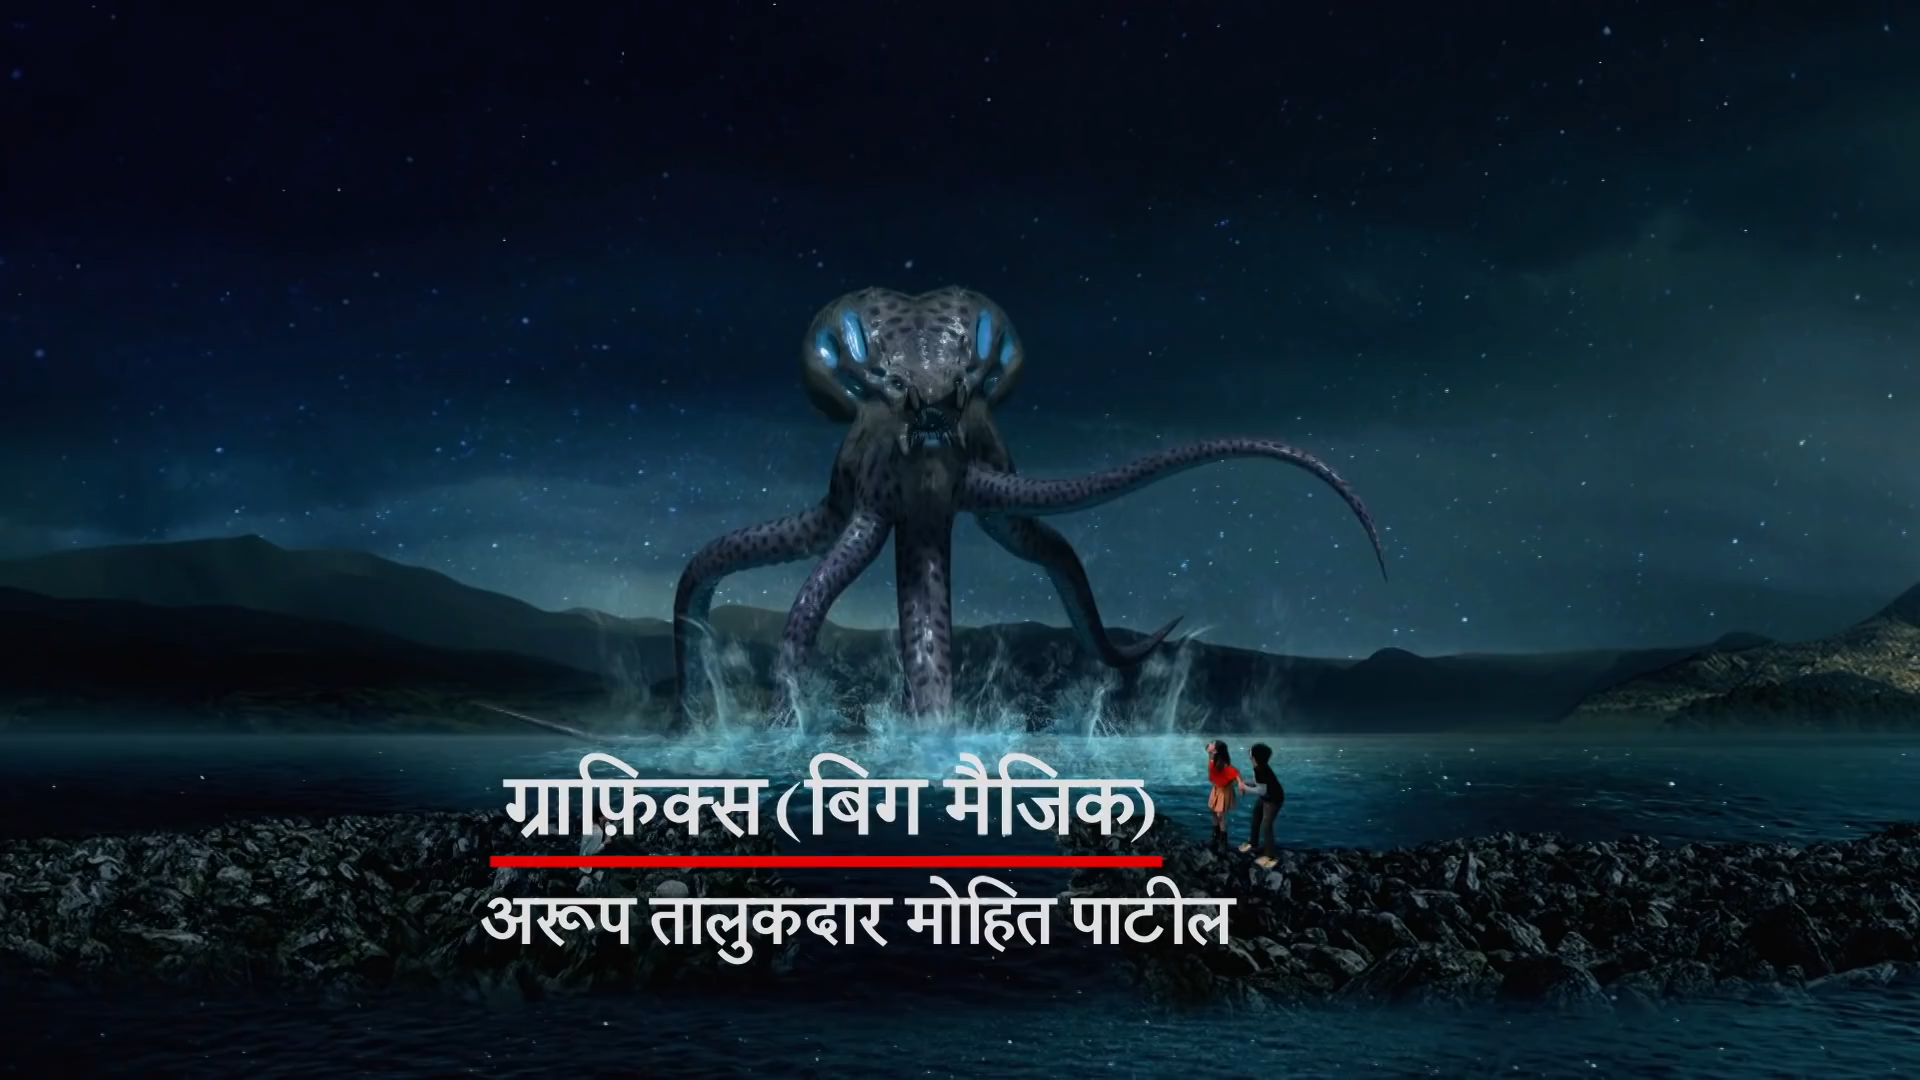 ग्राफ़िक्स (बिग मैजिक)
अरूप तालुकदार मोहित पाटील